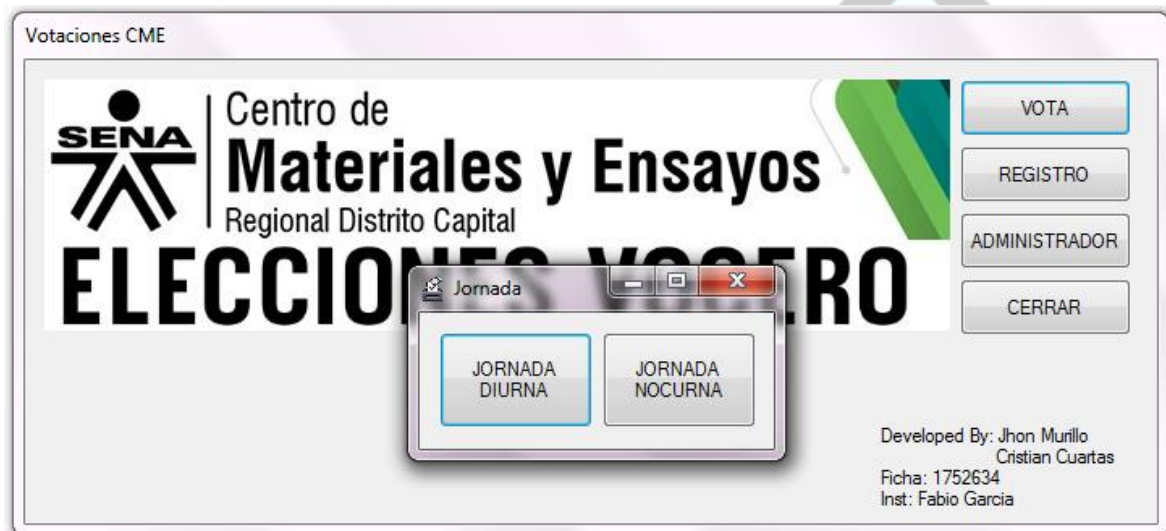 Votaciones CME
SENA
Centro de
Materiales y Ensayos
Regional Distrito Capital
ELECCIONES VOCERO
VOTA
REGISTRO
ADMINISTRADOR
CERRAR
Jornada
JORNADA
DIURNA
JORNADA
NOCURNA
Developed By: Jhon Murillo
Cristian Cuartas
Ficha: 1752634
Inst: Fabio Garcia